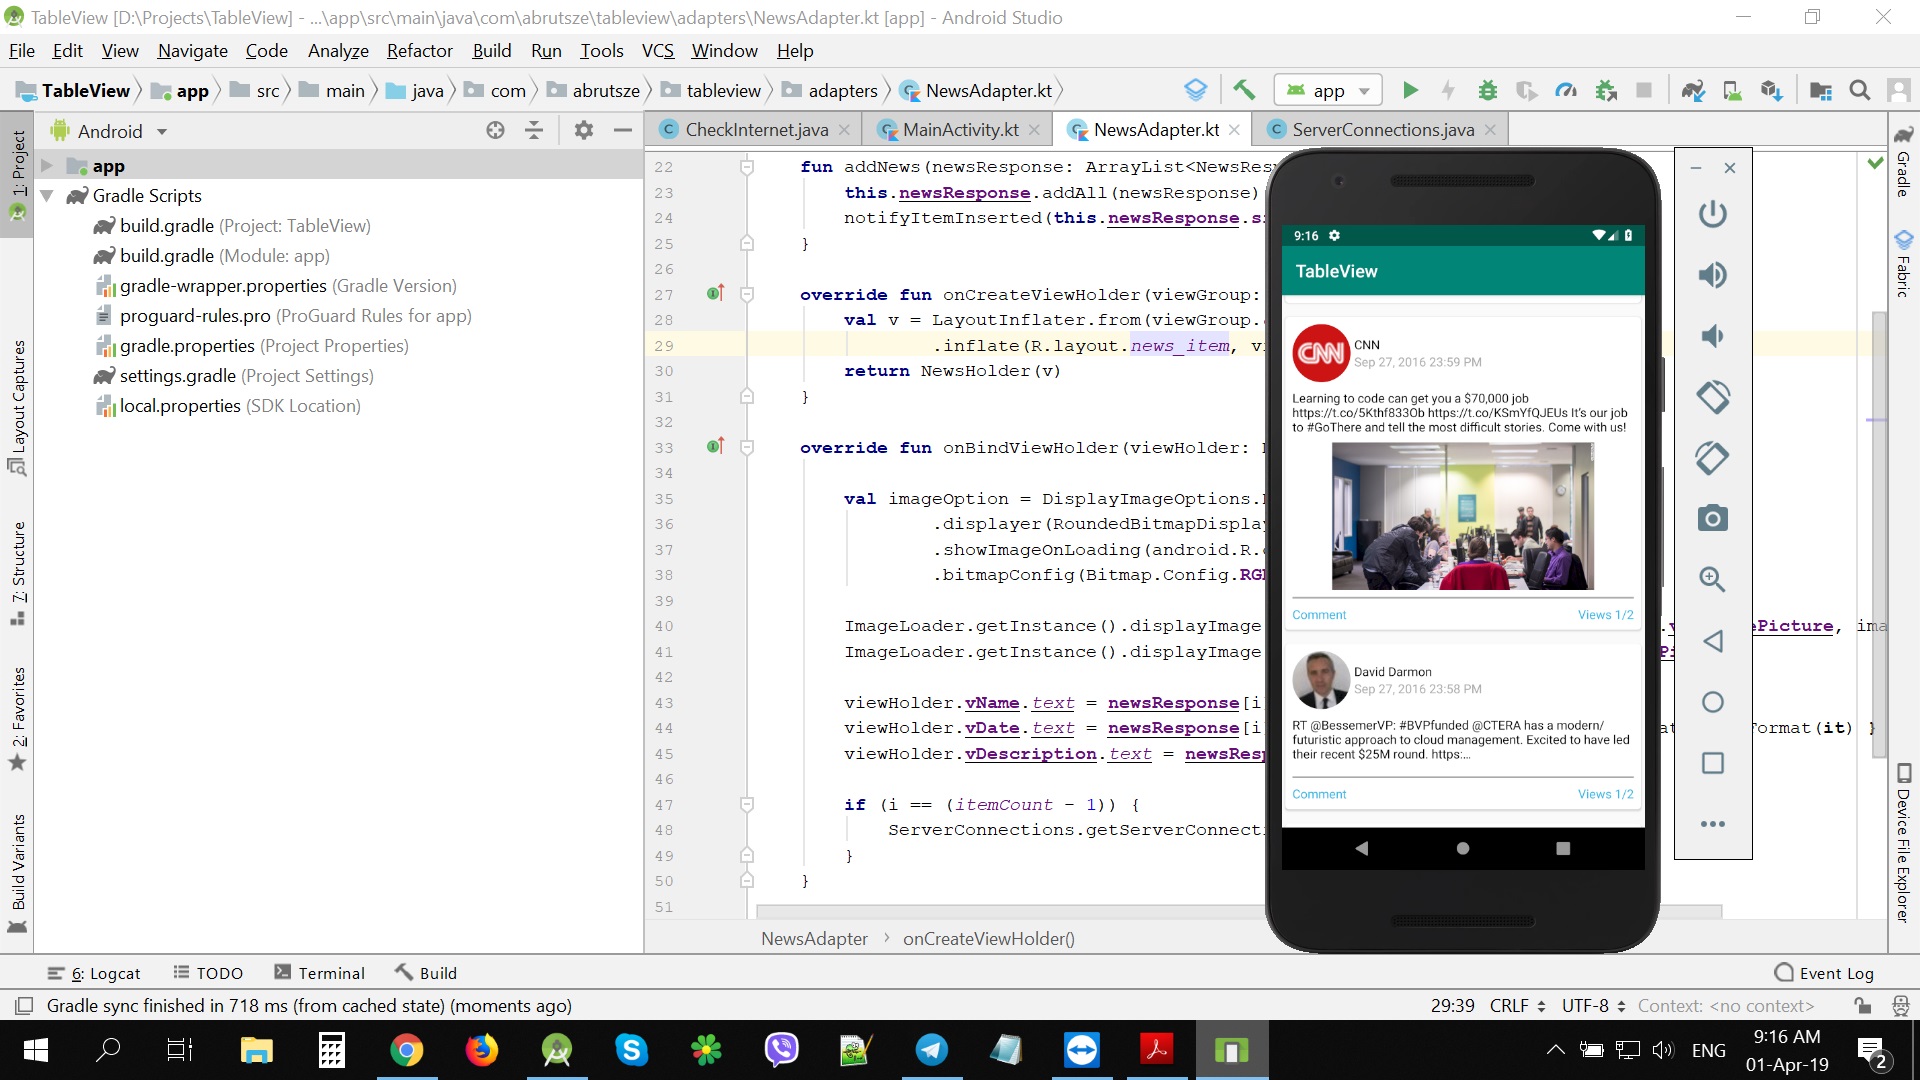 TableView [D:\Projects\TableView] - ...\app\src\main\java\com\abrutsze\tableview\adapters\NewsAdapter.kt [app] - Android Studio
File Edit View Navigate Code Analyze Refactor Build Run Tools VCS Window Help
TableView app src main java com abrutsze tableview adapters NewsAdapter.kt app
Android
CheckInternet.java MainActivity.kt NewsAdapter.kt ServerConnections.java
1: Project
Layout Captures
7: Structure
2: Favorites
Build Variants
app
Gradle Scripts
build.gradle (Project: TableView)
build.gradle (Module: app)
gradle-wrapper.properties (Gradle Version)
proguard-rules.pro (ProGuard Rules for app)
gradle.properties (Project Properties)
settings.gradle (Project Settings)
local.properties (SDK Location)
22 fun addNews(newsResponse: ArrayList<NewsRes
23 this.newsResponse.addAll(newsResponse)
24 notifyItemInserted(this.newsResponse.si
25 }
26
27 override fun onCreateViewHolder(viewGroup:
28 val v = LayoutInflater.from(viewGroup.
29 .inflate(R.layout.news_item, vi
30 return NewsHolder(v)
31 }
32
33 override fun onBindViewHolder(viewHolder:
34
35 val imageOption = DisplayImageOptions.
36 .displayer(RoundedBitmapDisplay
37 .showImageOnLoading(android.R.
38 .bitmapConfig(Bitmap.Config.RG
39
40 ImageLoader.getInstance().displayImage ePicture, ima
41 ImageLoader.getInstance().displayImage
42
43 viewHolder.vName.text = newsResponse[i
44 viewHolder.vDate.text = newsResponse[i Format(it) }
45 viewHolder.vDescription.text = newsResp
46
47 if (i == (itemCount - 1)) {
48 ServerConnections.getServerConnecti
49 }
50 }
51
NewsAdapter onCreateViewHolder()
9:16
TableView
CNN
CNN
Sep 27, 2016 23:59 PM
Learning to code can get you a $70,000 job
https://t.co/5Kthf833Ob https://t.co/KSmYfQJEUs It's our job
to #GoThere and tell the most difficult stories. Come with us!
Comment Views 1/2
David Darmon
Sep 27, 2016 23:58 PM
RT @BessemerVP: #BVPfunded @CTERA has a modern/
futuristic approach to cloud management. Excited to have led
their recent $25M round. https:...
Comment Views 1/2
Gradle
Fabric
Device File Explorer
6: Logcat TODO Terminal Build Event Log
Gradle sync finished in 718 ms (from cached state) (moments ago) 29:39 CRLF UTF-8 Context: <no context>
ENG
9:16 AM
01-Apr-19
2